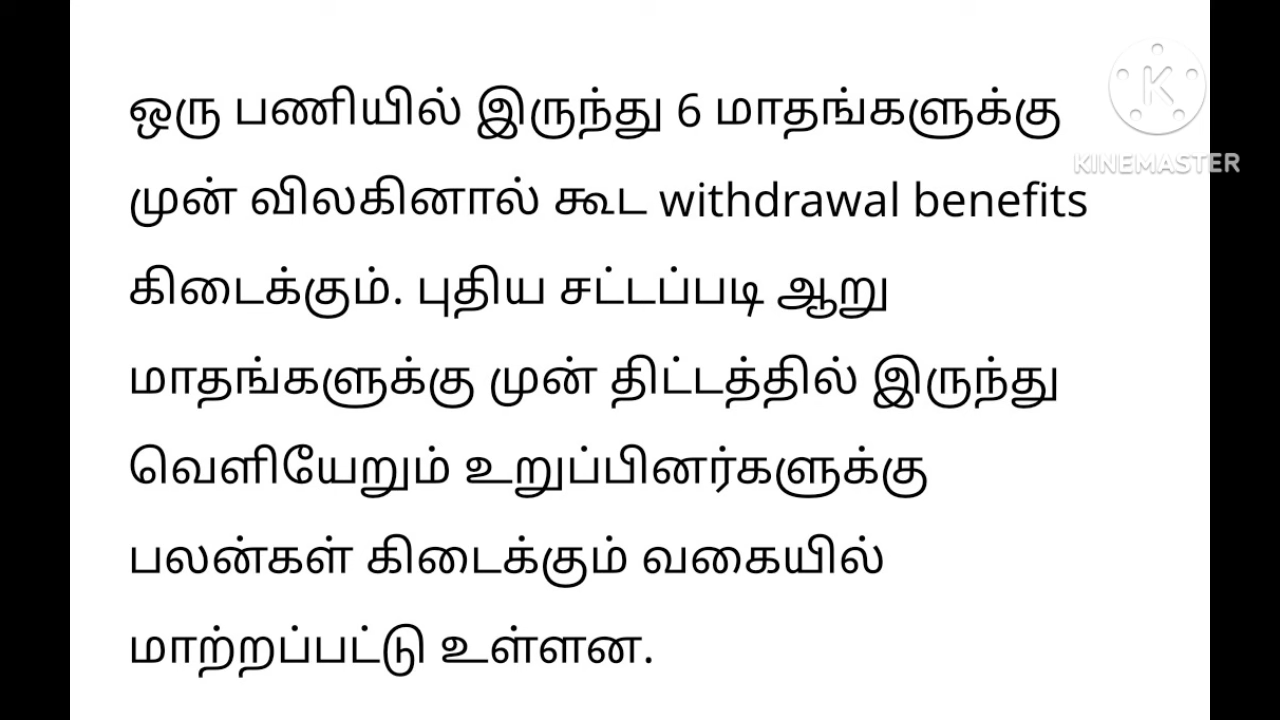 ஒரு பணியில் இருந்து 6 மாதங்களுக்கு
முன் விலகினால் கூட withdrawal benefits
கிடைக்கும். புதிய சட்டப்படி ஆறு
மாதங்களுக்கு முன் திட்டத்தில் இருந்து
வெளியேறும் உறுப்பினர்களுக்கு
பலன்கள் கிடைக்கும் வகையில்
மாற்றப்பட்டு உள்ளன.
K
KINEMASTER